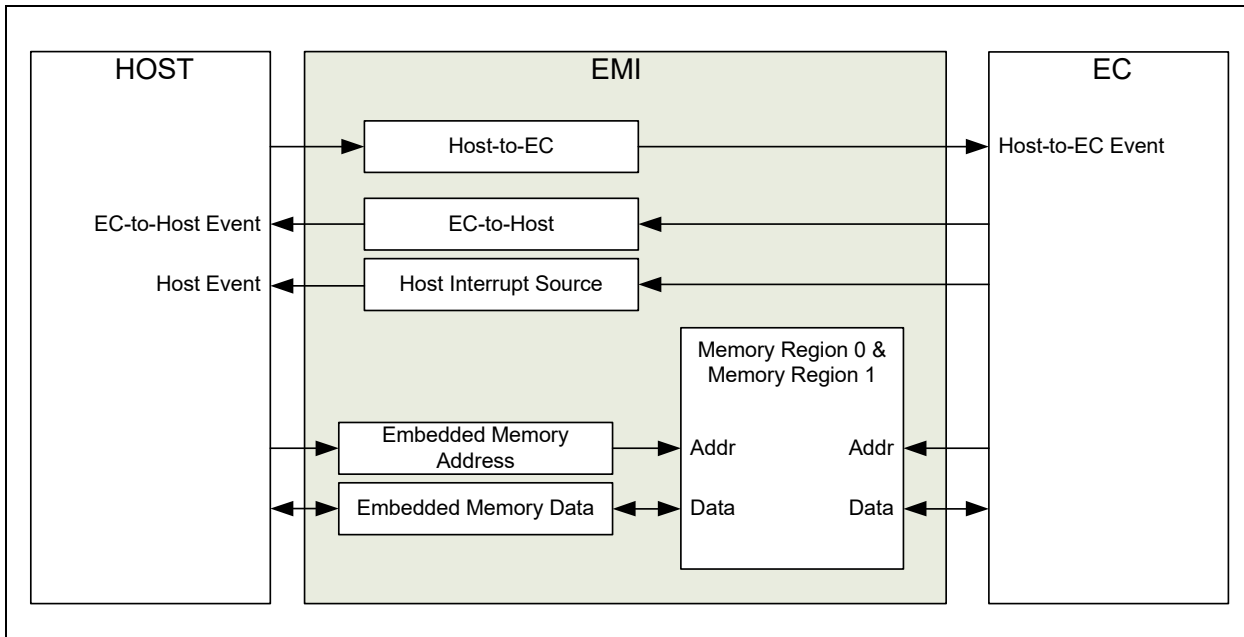 HOST
EMI
EC
Host-to-EC
Host-to-EC Event
EC-to-Host Event
EC-to-Host
Host Event
Host Interrupt Source
Memory Region 0 &
Memory Region 1
Embedded Memory
Address
Addr
Addr
Embedded Memory Data
Data
Data